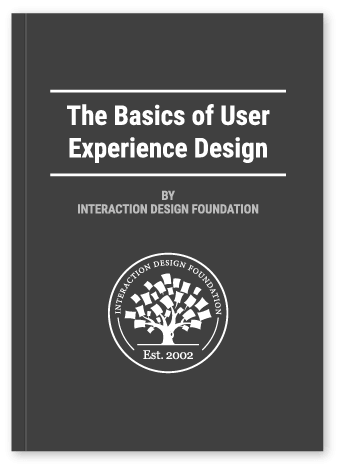 The Basics of User
Experience Design
BY
INTERACTION DESIGN FOUNDATION
INTERACTION DESIGN FOUNDATION
Est. 2002